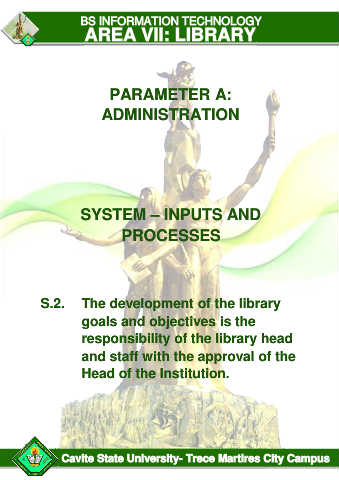 BS INFORMATION TECHNOLOGY
AREA VII: LIBRARY
PARAMETER A:
ADMINISTRATION
SYSTEM – INPUTS AND
PROCESSES
S.2. The development of the library
goals and objectives is the
responsibility of the library head
and staff with the approval of the
Head of the Institution.
Cavite State University- Trece Martires City Campus